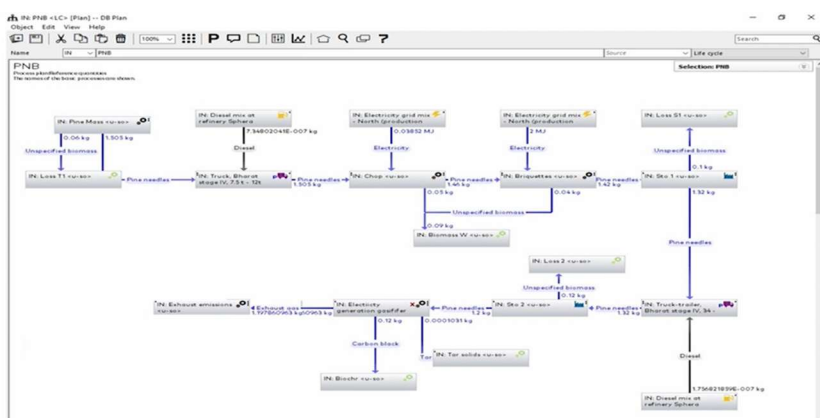 IN: PNB <LC> [Plan] -- DB Plan
Object Edit View Help
100%
Search
Name IN PNB Source Life cycle
PNB
Process plan:Reference quantities
The names of the basic processes are shown.
Selection: PNB
IN: Pine Mass <u-so>
IN: Diesel mix at
refinery Sphera
IN: Electricity grid mix
- North (production
IN: Electricity grid mix
- North (production
IN: Loss S1 <u-so>
0.06 kg
1.505 kg
7.34802041E-007 kg
0.03852 MJ
2 MJ
Unspecified biomass
Diesel
Electricity
Electricity
Unspecified biomass
0.1 kg
IN: Loss T1 <u-so>
Pine needles
IN: Truck, Bharat
stage IV, 7.5 t - 12t
Pine needles
1.505 kg
IN: Chop <u-so>
Pine needles
1.46 kg
IN: Briquettes <u-so>
Pine needles
1.42 kg
IN: Sto 1 <u-so>
0.05 kg
0.04 kg
1.32 kg
Unspecified biomass
0.09 kg
IN: Biomass W <u-so>
Pine needles
IN: Loss 2 <u-so>
Unspecified biomass
0.12 kg
IN: Exhaust emissions
<u-so>
Exhaust gas
IN: Electricity
generation gasififer
Pine needles
1.2 kg
IN: Sto 2 <u-so>
Pine needles
1.32 kg
IN: Truck-trailer,
Bharat stage IV, 34 -
0.12 kg
0.0001031 kg
Carbon black
Tar
IN: Tar solids <u-so>
Diesel
IN: Biochr <u-so>
1.756821859E-007 kg
IN: Diesel mix at
refinery Sphera